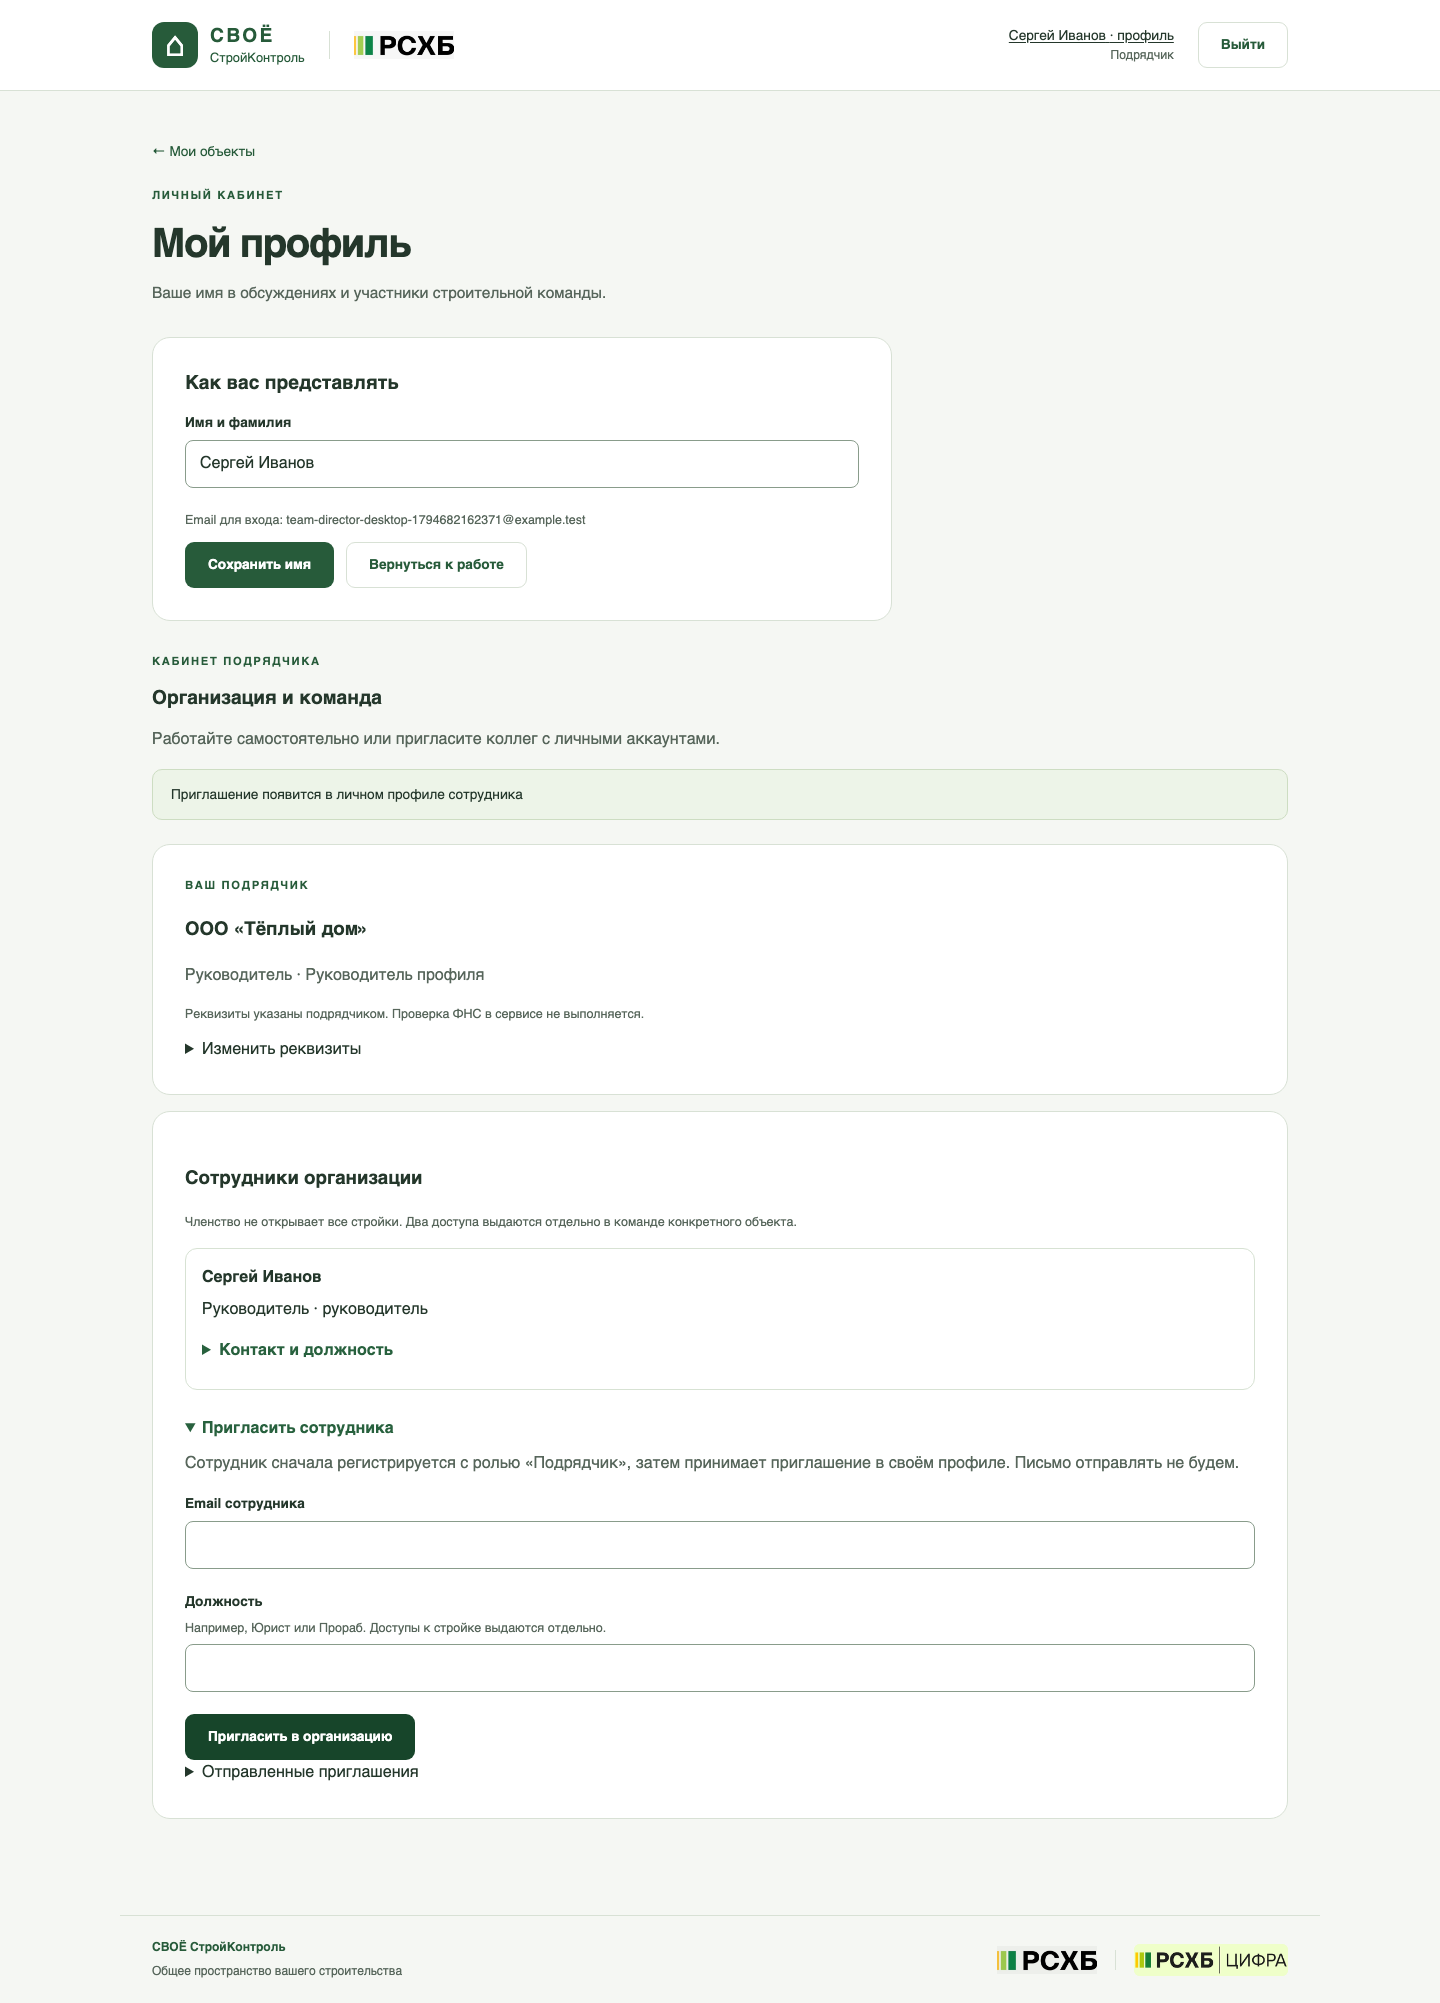 СВОЁ
СтройКонтроль
РСХБ
Сергей Иванов · профиль
Подрядчик
Выйти
← Мои объекты
ЛИЧНЫЙ КАБИНЕТ
Мой профиль
Ваше имя в обсуждениях и участники строительной команды.
Как вас представлять
Имя и фамилия
Сергей Иванов
Email для входа: team-director-desktop-1794682162371@example.test
Сохранить имя
Вернуться к работе
КАБИНЕТ ПОДРЯДЧИКА
Организация и команда
Работайте самостоятельно или пригласите коллег с личными аккаунтами.
Приглашение появится в личном профиле сотрудника
ВАШ ПОДРЯДЧИК
ООО «Тёплый дом»
Руководитель · Руководитель профиля
Реквизиты указаны подрядчиком. Проверка ФНС в сервисе не выполняется.
Изменить реквизиты
Сотрудники организации
Членство не открывает все стройки. Два доступа выдаются отдельно в команде конкретного объекта.
Сергей Иванов
Руководитель · руководитель
Контакт и должность
Пригласить сотрудника
Сотрудник сначала регистрируется с ролью «Подрядчик», затем принимает приглашение в своём профиле. Письмо отправлять не будем.
Email сотрудника
Должность
Например, Юрист или Прораб. Доступы к стройке выдаются отдельно.
Пригласить в организацию
Отправленные приглашения
СВОЁ СтройКонтроль
Общее пространство вашего строительства
РСХБ
РСХБ ЦИФРА